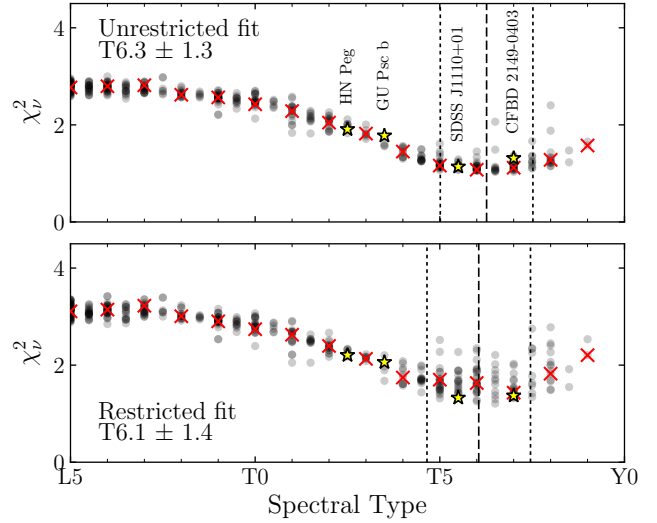 4
Unrestricted fit
T6.3 ± 1.3
HN Peg
GU Psc b
SDSS J1110+01
CFBD 2149-0403
χ²ν
2
0
4
χ²ν
2
Restricted fit
T6.1 ± 1.4
0
L5
T0
T5
Y0
Spectral Type